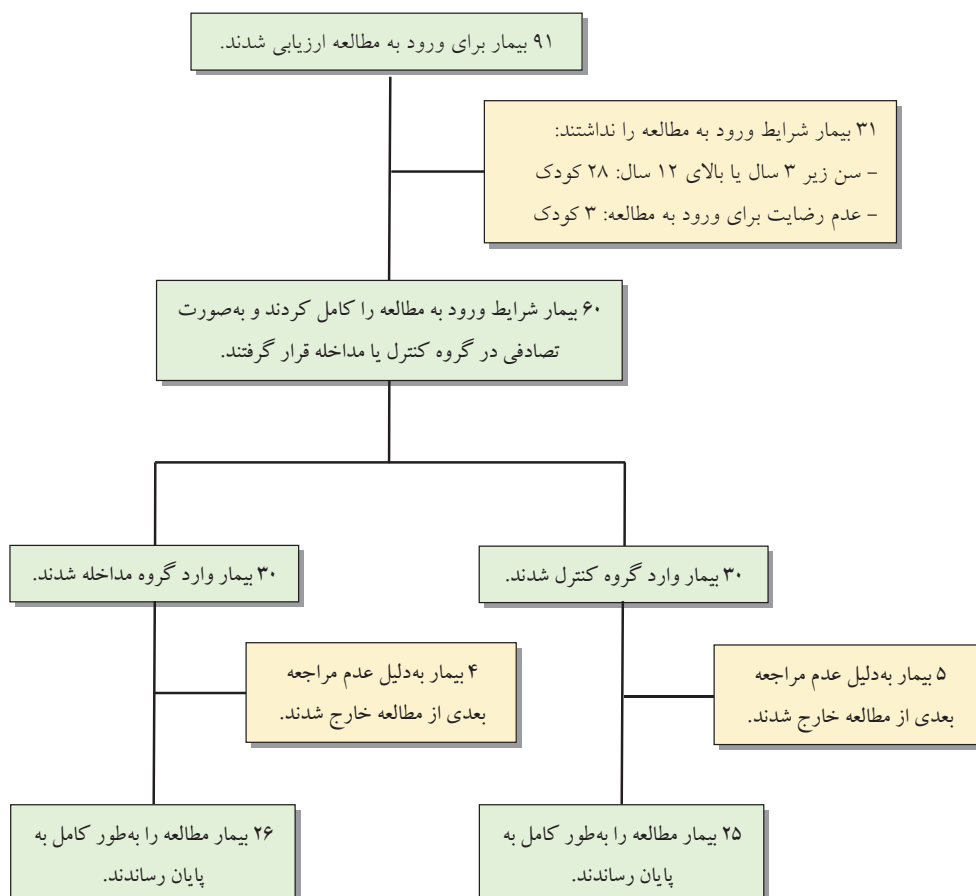 ۹۱ بیمار برای ورود به مطالعه ارزیابی شدند.
۳۱ بیمار شرایط ورود به مطالعه را نداشتند:
- سن زیر ۳ سال یا بالای ۱۲ سال: ۲۸ کودک
- عدم رضایت برای ورود به مطالعه: ۳ کودک
۶۰ بیمار شرایط ورود به مطالعه را کامل کردند و به‌صورت
تصادفی در گروه کنترل یا مداخله قرار گرفتند.
۳۰ بیمار وارد گروه کنترل شدند.
۳۰ بیمار وارد گروه مداخله شدند.
۵ بیمار به‌دلیل عدم مراجعه
بعدی از مطالعه خارج شدند.
۴ بیمار به‌دلیل عدم مراجعه
بعدی از مطالعه خارج شدند.
۲۵ بیمار مطالعه را به‌طور کامل به
پایان رساندند.
۲۶ بیمار مطالعه را به‌طور کامل به
پایان رساندند.